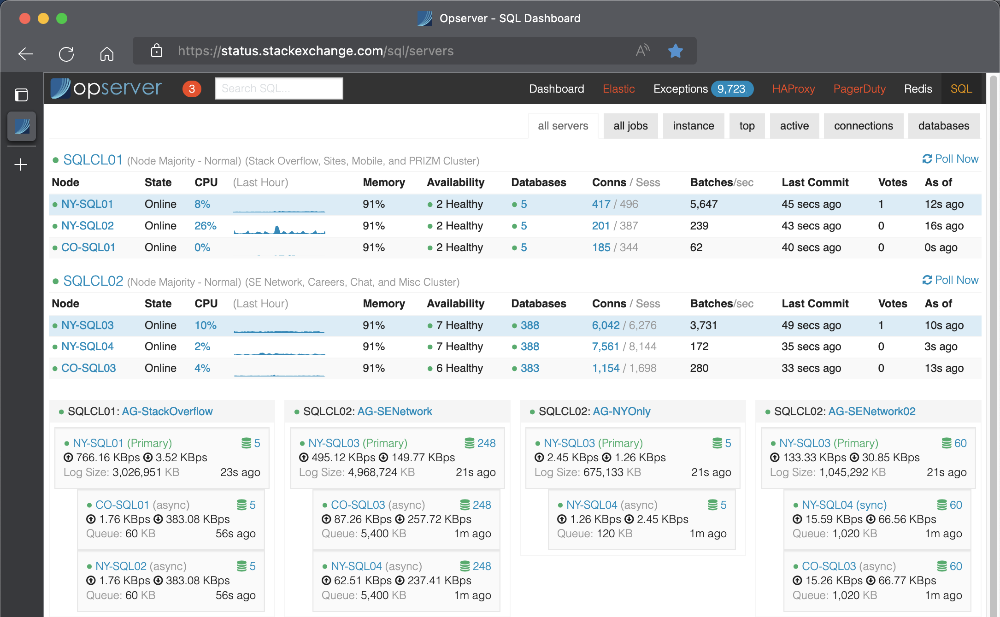 Opserver - SQL Dashboard
https://status.stackexchange.com/sql/servers
opserver 3 Search SQL... Dashboard Elastic Exceptions 9,723 HAProxy PagerDuty Redis SQL
all servers all jobs instance top active connections databases
SQLCL01 (Node Majority - Normal) (Stack Overflow, Sites, Mobile, and PRIZM Cluster) Poll Now
Node State CPU (Last Hour) Memory Availability Databases Conns / Sess Batches/sec Last Commit Votes As of
NY-SQL01 Online 8% 91% 2 Healthy 5 417 / 496 5,647 45 secs ago 1 12s ago
NY-SQL02 Online 26% 91% 2 Healthy 5 201 / 387 239 43 secs ago 0 16s ago
CO-SQL01 Online 0% 91% 2 Healthy 5 185 / 344 62 40 secs ago 0 0s ago
SQLCL02 (Node Majority - Normal) (SE Network, Careers, Chat, and Misc Cluster) Poll Now
Node State CPU (Last Hour) Memory Availability Databases Conns / Sess Batches/sec Last Commit Votes As of
NY-SQL03 Online 10% 91% 7 Healthy 388 6,042 / 6,276 3,731 49 secs ago 1 10s ago
NY-SQL04 Online 2% 91% 7 Healthy 388 7,561 / 8,144 172 35 secs ago 0 3s ago
CO-SQL03 Online 4% 91% 6 Healthy 383 1,154 / 1,698 280 33 secs ago 0 13s ago
SQLCL01: AG-StackOverflow
NY-SQL01 (Primary) 5
766.16 KBps 3.52 KBps
Log Size: 3,026,951 KB 23s ago
CO-SQL01 (async) 5
1.76 KBps 383.08 KBps
Queue: 60 KB 56s ago
NY-SQL02 (async) 5
1.76 KBps 383.08 KBps
Queue: 60 KB 56s ago
SQLCL02: AG-SENetwork
NY-SQL03 (Primary) 248
495.12 KBps 149.77 KBps
Log Size: 4,968,724 KB 21s ago
CO-SQL03 (async) 248
87.26 KBps 257.72 KBps
Queue: 5,400 KB 1m ago
NY-SQL04 (async) 248
62.51 KBps 237.41 KBps
Queue: 5,400 KB 1m ago
SQLCL02: AG-NYOnly
NY-SQL03 (Primary) 5
2.45 KBps 1.26 KBps
Log Size: 675,133 KB 21s ago
NY-SQL04 (async) 5
1.26 KBps 2.45 KBps
Queue: 120 KB 1m ago
SQLCL02: AG-SENetwork02
NY-SQL03 (Primary) 60
133.33 KBps 30.85 KBps
Log Size: 1,045,292 KB 21s ago
NY-SQL04 (sync) 60
15.59 KBps 66.56 KBps
Queue: 1,020 KB 1m ago
CO-SQL03 (async) 60
15.26 KBps 66.77 KBps
Queue: 1,020 KB 1m ago